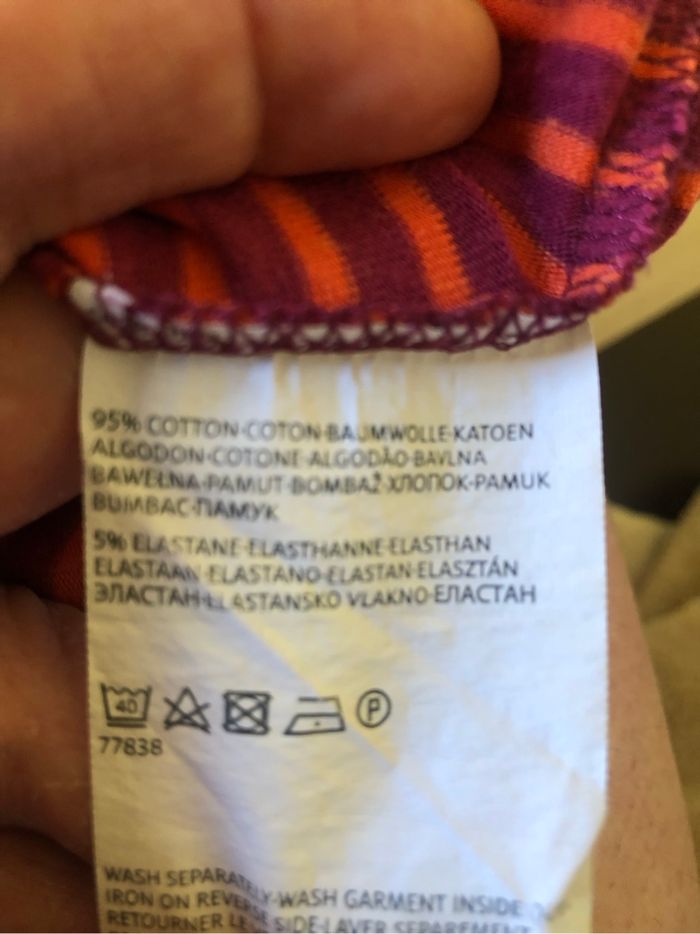 95% COTTON·COTON·BAUMWOLLE·KATOEN
ALGODON·COTONE·ALGODÃO·BAVLNA
BAWEŁNA·PAMUT·BOMBAŽ·ХЛОПОК·PAMUK
BUMBAC·ПАМУК
5% ELASTANE·ELASTHANNE·ELASTHAN
ELASTAAN·ELASTANO·ELASTAN·ELASZTÁN
ЭЛАСТАН·ELASTANSKO VLAKNO·ЕЛАСТАН
40 P
77838
WASH SEPARATELY·WASH GARMENT INSIDE
IRON ON REVERSE SIDE·LAVER SEPAREMENT
RETOURNER LE